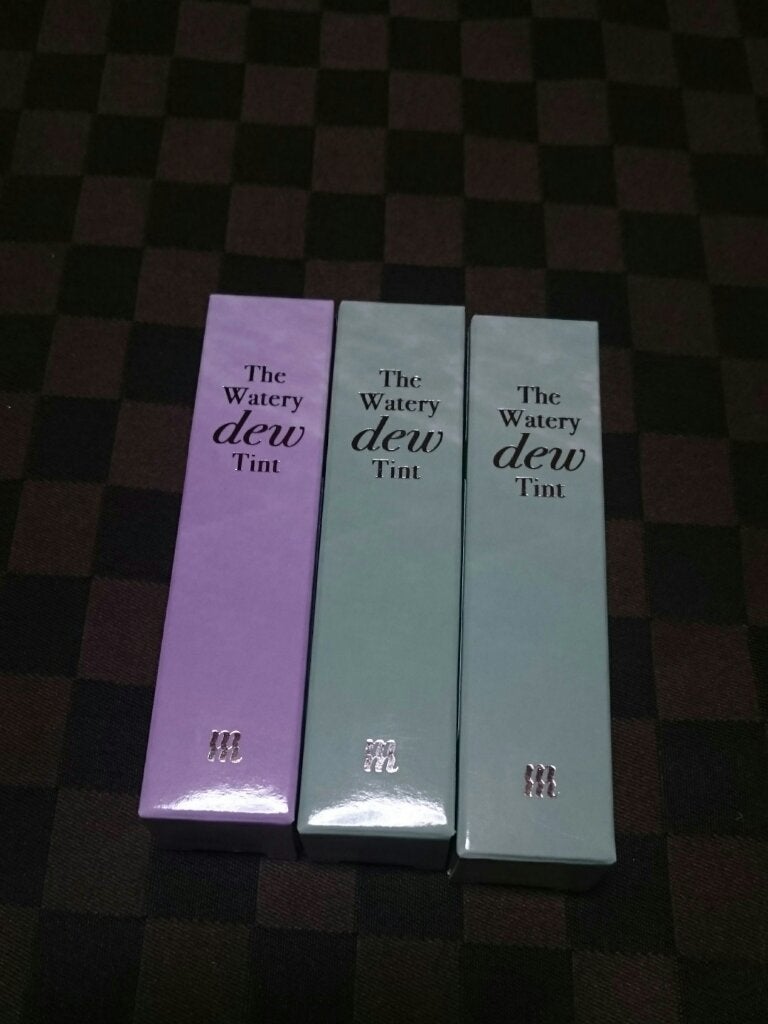 The
Watery
dew
Tint
m
The
Watery
dew
Tint
m
The
Watery
dew
Tint
m